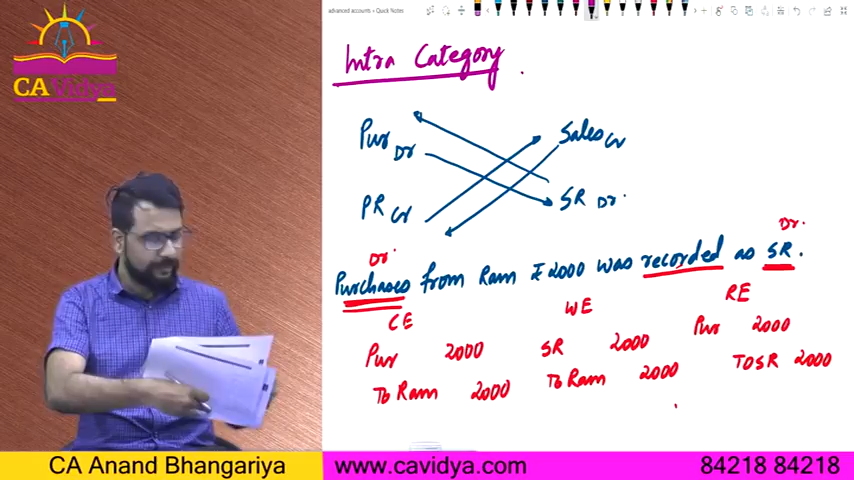 advanced accounts » Quick Notes
CAVidya
Intra Category
Pur Dr Sales Cr
PR Cr SR Dr
Dr. Dr.
Purchases from Ram ₹2000 was recorded as SR.
CE WE RE
Pur 2000 SR 2000 Pur 2000
To Ram 2000 To Ram 2000 To SR 2000
CA Anand Bhangariya www.cavidya.com 84218 84218